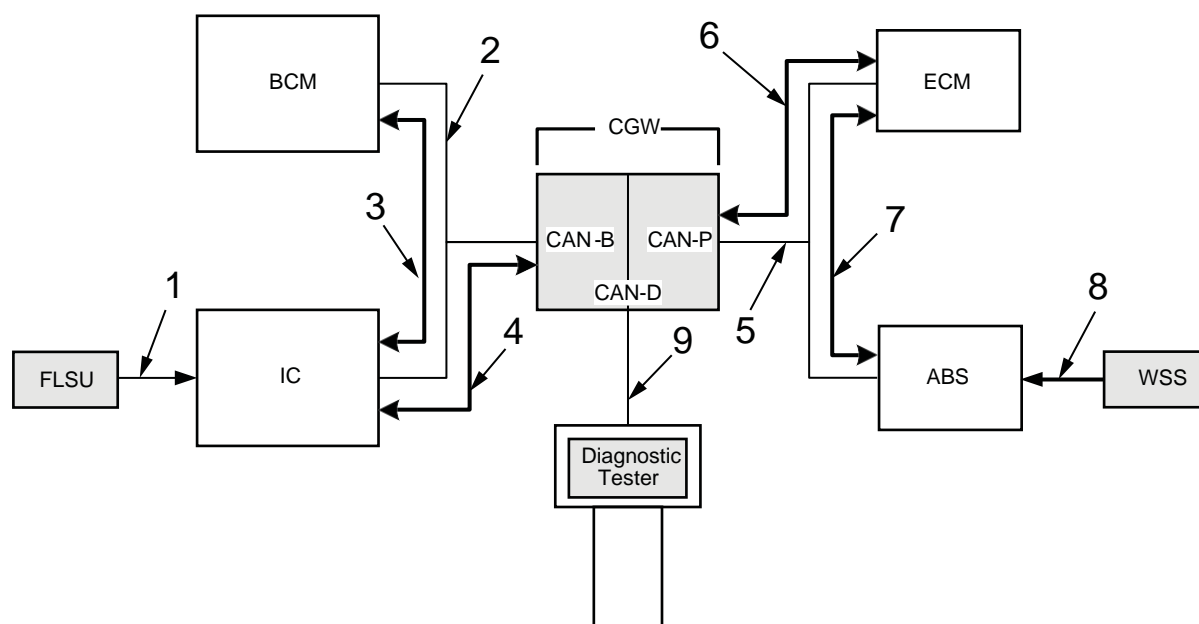 2
6
BCM
ECM
CGW
3
CAN-B
CAN-P
7
CAN-D
1
4
5
8
9
FLSU
IC
ABS
WSS
Diagnostic
Tester